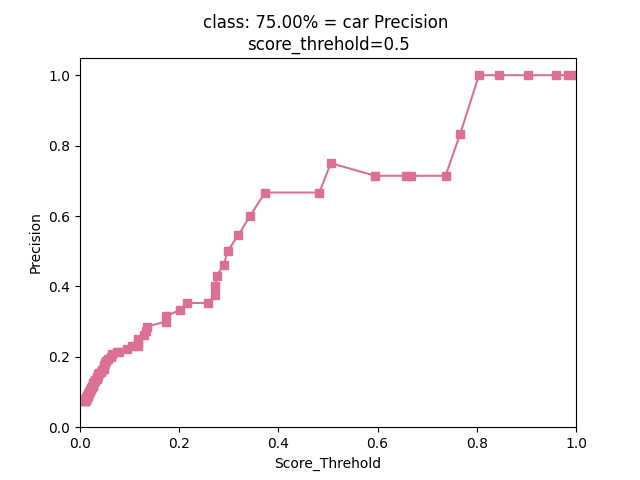 class: 75.00% = car Precision
score_threhold=0.5
1.0
0.8
0.6
0.4
0.2
0.0
Precision
0.0 0.2 0.4 0.6 0.8 1.0
Score_Threhold